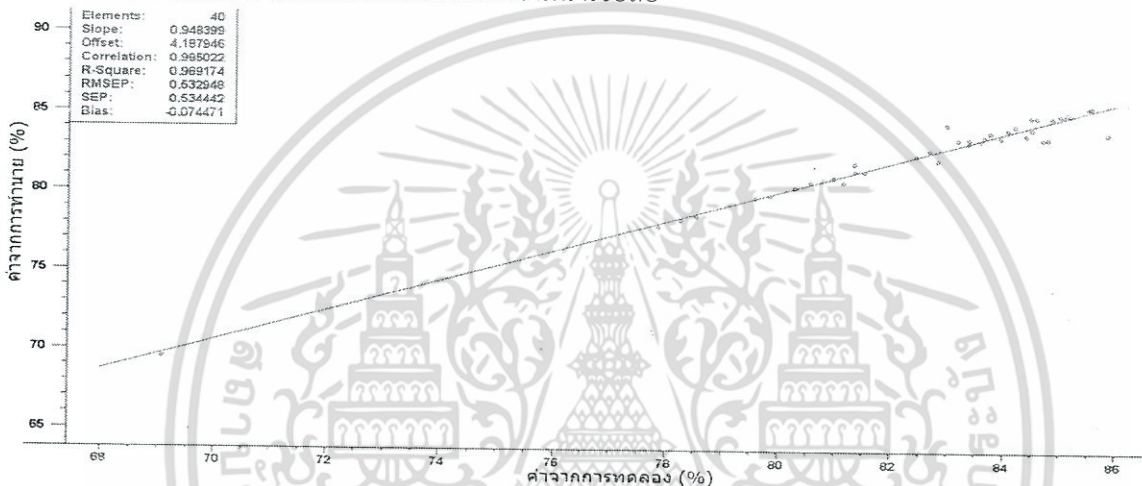 Elements: 40
Slope: 0.948399
Offset: 4.187946
Correlation: 0.985022
R-Square: 0.969174
RMSEP: 0.532948
SEP: 0.534442
Bias: -0.074471
90
85
80
75
70
65
ค่าจากการทำนาย (%)
68 70 72 74 76 78 80 82 84 86
ค่าจากการทดลอง (%)